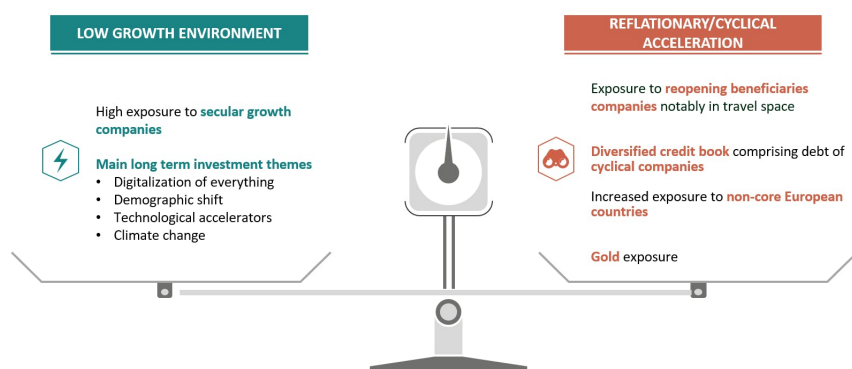 LOW GROWTH ENVIRONMENT
High exposure to secular growth
companies
Main long term investment themes
• Digitalization of everything
• Demographic shift
• Technological accelerators
• Climate change
REFLATIONARY/CYCLICAL
ACCELERATION
Exposure to reopening beneficiaries
companies notably in travel space
Diversified credit book comprising debt of
cyclical companies
Increased exposure to non-core European
countries
Gold exposure